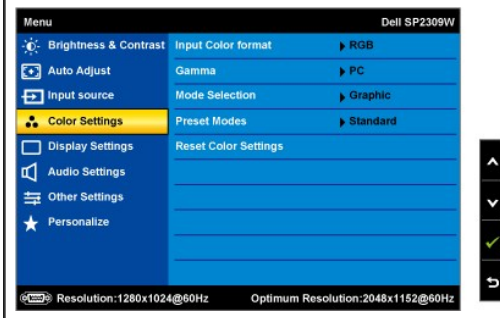 Menu Dell SP2309W
Brightness & Contrast Input Color format RGB
Auto Adjust Gamma PC
Input source Mode Selection Graphic
Color Settings Preset Modes Standard
Display Settings Reset Color Settings
Audio Settings
Other Settings
Personalize
Resolution:1280x1024@60Hz Optimum Resolution:2048x1152@60Hz